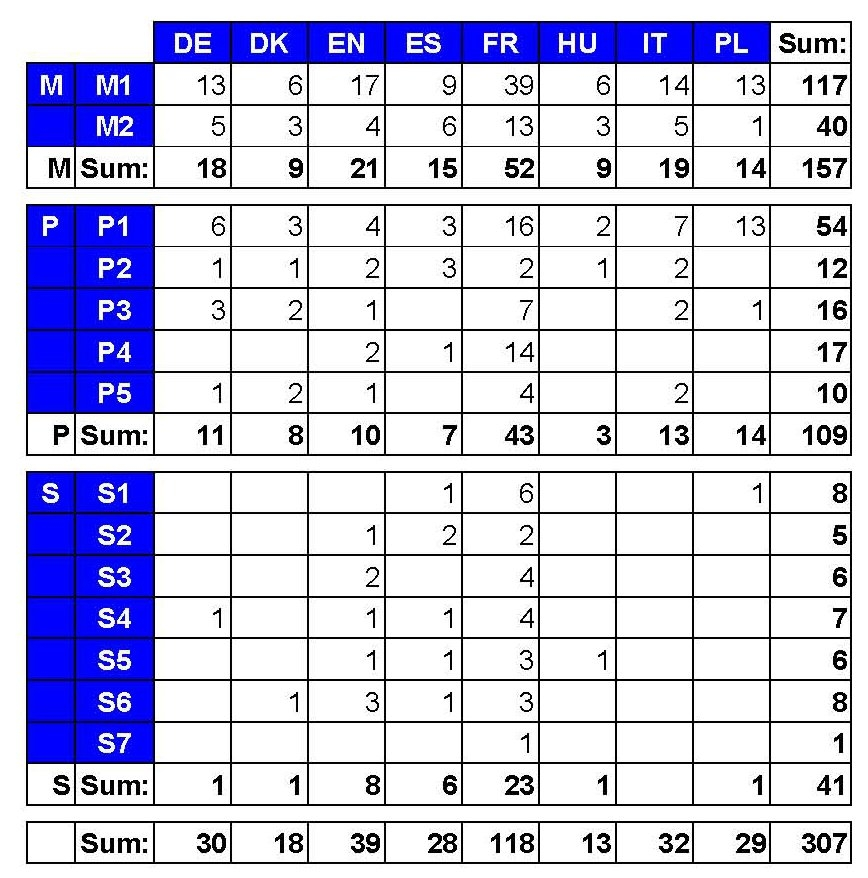 DE DK EN ES FR HU IT PL Sum:
M M1 13 6 17 9 39 6 14 13 117
M2 5 3 4 6 13 3 5 1 40
M Sum: 18 9 21 15 52 9 19 14 157
P P1 6 3 4 3 16 2 7 13 54
P2 1 1 2 3 2 1 2 12
P3 3 2 1 7 2 1 16
P4 2 1 14 17
P5 1 2 1 4 2 10
P Sum: 11 8 10 7 43 3 13 14 109
S S1 1 6 1 8
S2 1 2 2 5
S3 2 4 6
S4 1 1 1 4 7
S5 1 1 3 1 6
S6 1 3 1 3 8
S7 1 1
S Sum: 1 1 8 6 23 1 1 41
Sum: 30 18 39 28 118 13 32 29 307